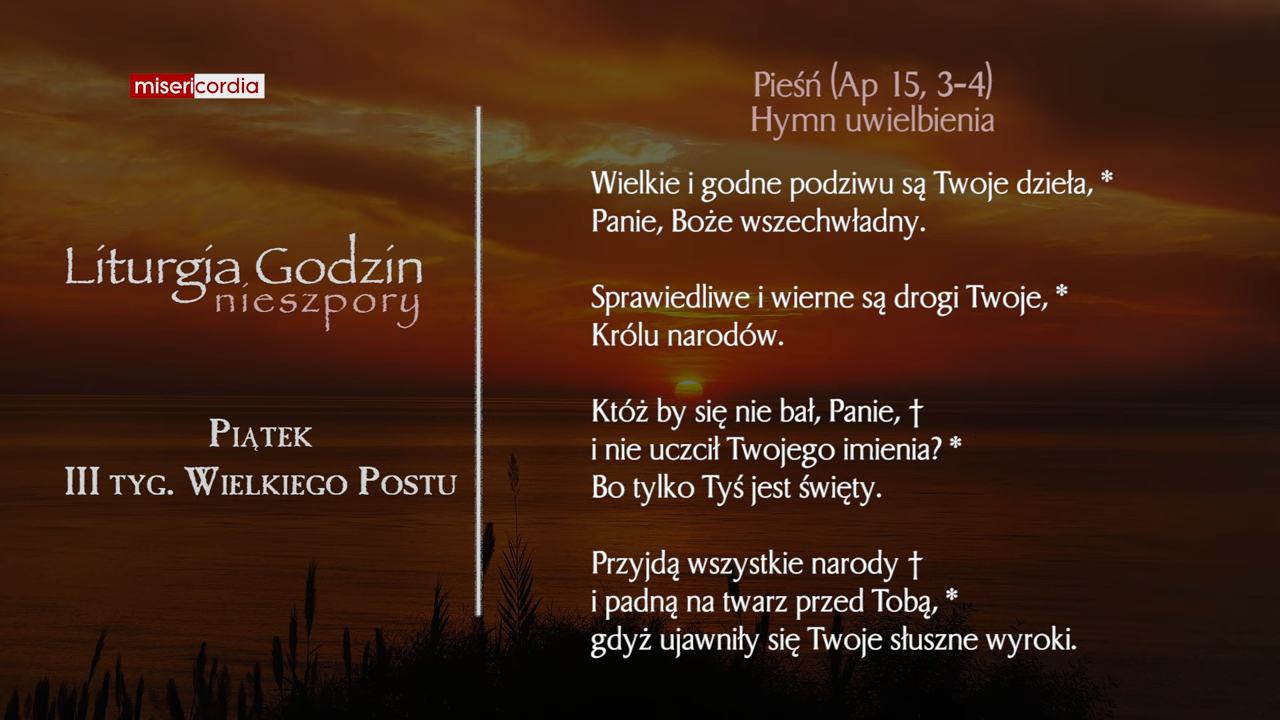 misericordia
Liturgia Godzin
nieszpory
Piątek
III tyg. Wielkiego Postu
Pieśń (Ap 15, 3-4)
Hymn uwielbienia
Wielkie i godne podziwu są Twoje dzieła, *
Panie, Boże wszechwładny.
Sprawiedliwe i wierne są drogi Twoje, *
Królu narodów.
Któż by się nie bał, Panie, †
i nie uczcił Twojego imienia? *
Bo tylko Tyś jest święty.
Przyjdą wszystkie narody †
i padną na twarz przed Tobą, *
gdyż ujawniły się Twoje słuszne wyroki.